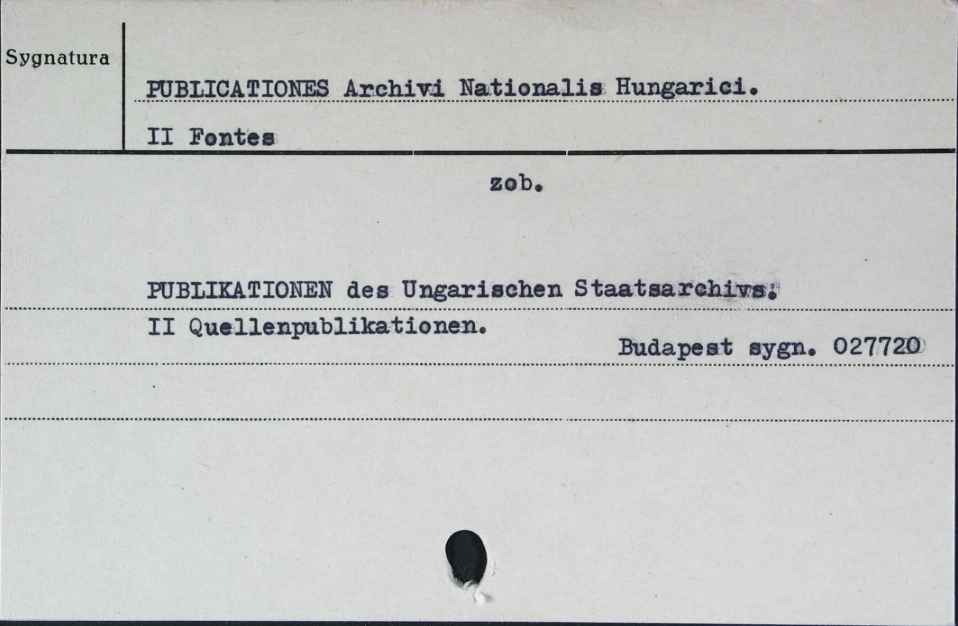 Sygnatura
PUBLICATIONES Archivi Nationalis Hungarici.
II Fontes
zob.
PUBLIKATIONEN des Ungarischen Staatsarchivs.
II Quellenpublikationen.
Budapest sygn. 027720